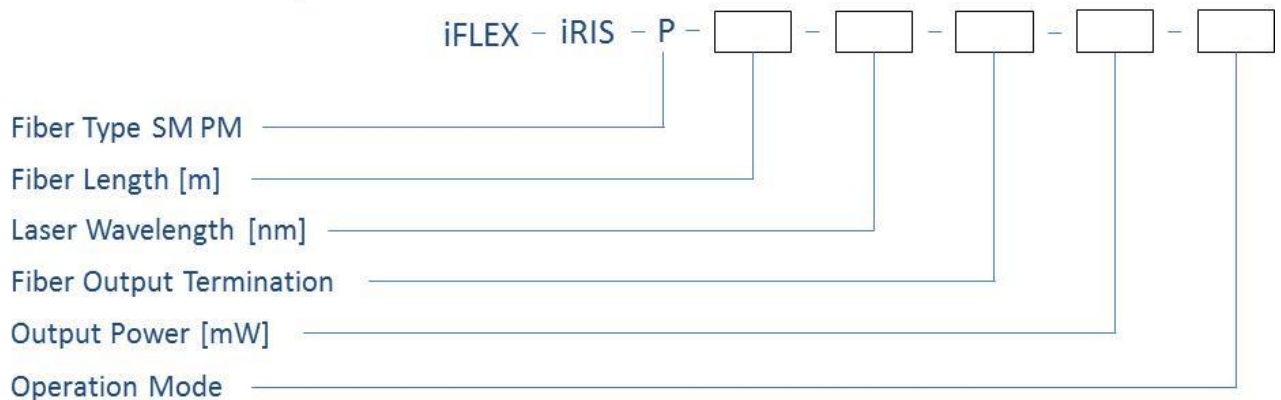 iFLEX – iRIS – P – – – – –
Fiber Type SM PM
Fiber Length [m]
Laser Wavelength [nm]
Fiber Output Termination
Output Power [mW]
Operation Mode